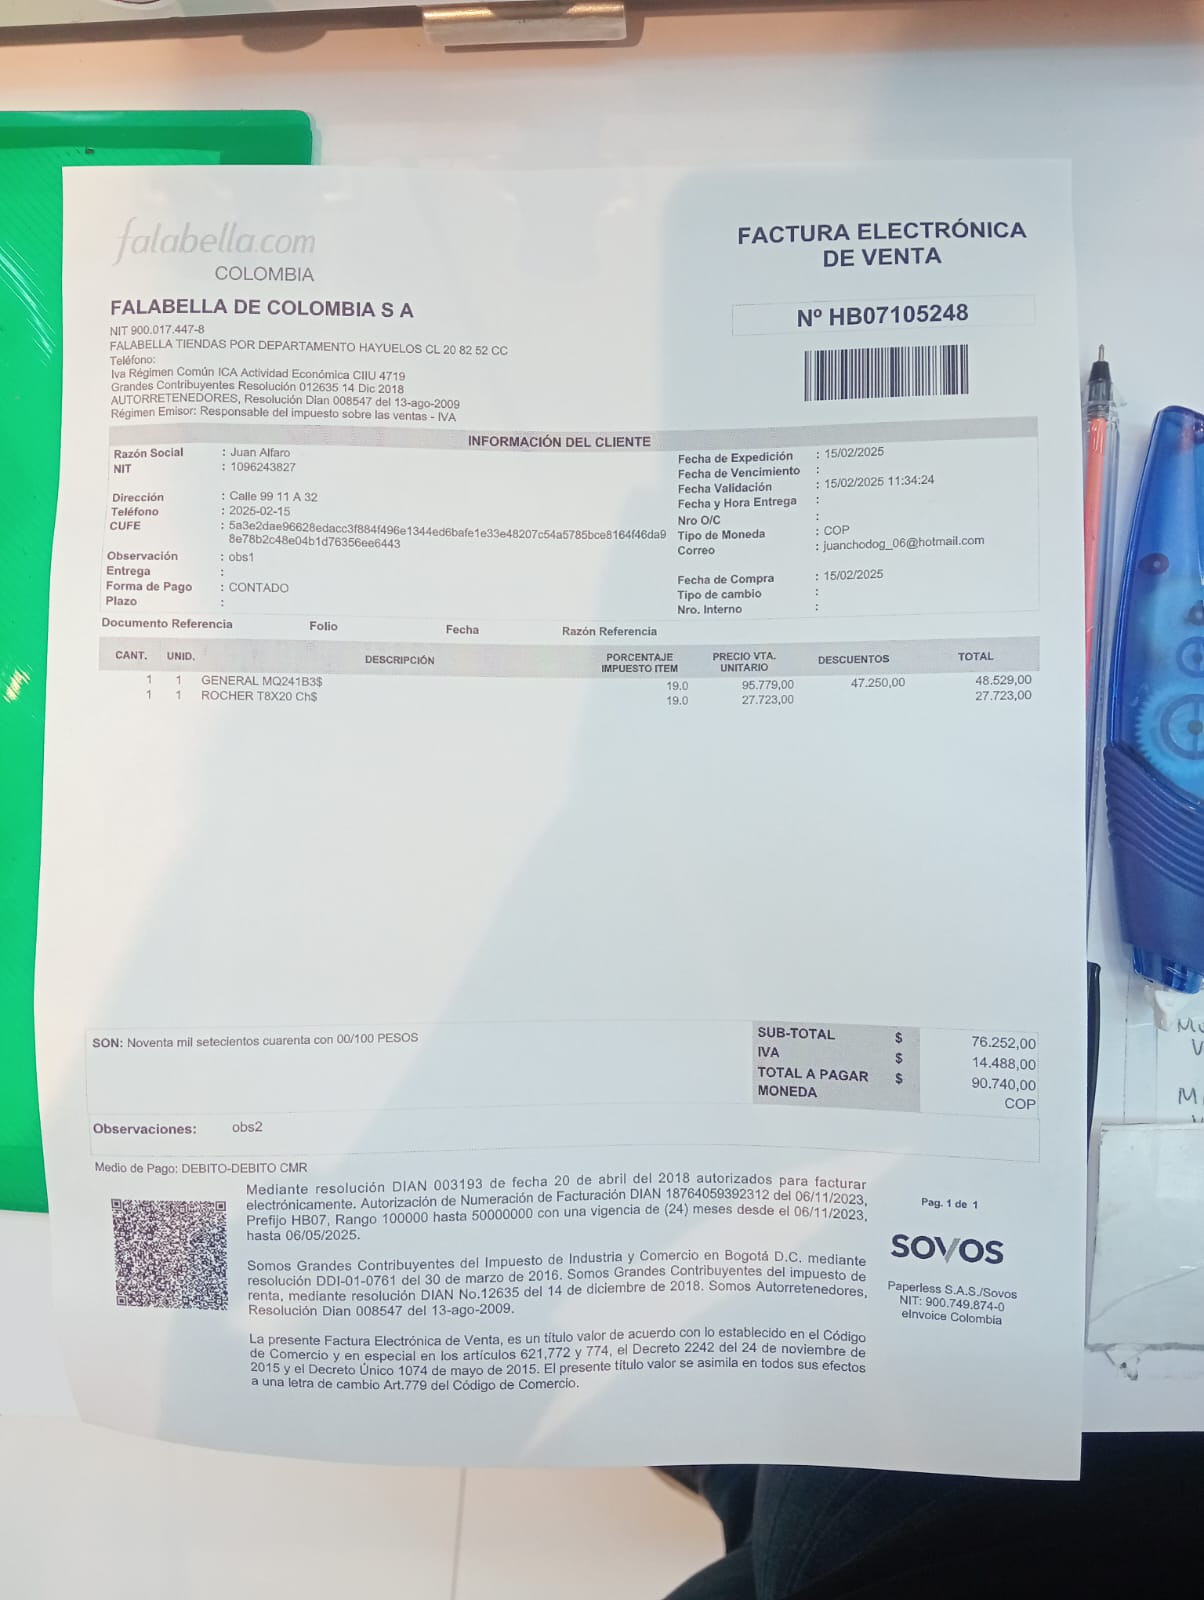 falabella.com
COLOMBIA
FACTURA ELECTRÓNICA
DE VENTA
FALABELLA DE COLOMBIA S A
Nº HB07105248
NIT 900.017.447-8
FALABELLA TIENDAS POR DEPARTAMENTO HAYUELOS CL 20 82 52 CC
Teléfono:
Iva Régimen Común ICA Actividad Económica CIIU 4719
Grandes Contribuyentes Resolución 012635 14 Dic 2018
AUTORRETENEDORES, Resolucion Dian 008547 del 13-ago-2009
Régimen Emisor: Responsable del impuesto sobre las ventas - IVA
INFORMACIÓN DEL CLIENTE
Razón Social : Juan Alfaro
NIT : 1096243827
Dirección : Calle 99 11 A 32
Teléfono : 2025-02-15
CUFE : 5a3e2dae96628edacc3f884f496e1344ed6bafe1e33e48207c54a5785bce8164f46da9
8e78b2c48e04b1d76356ee6443
Observación : obs1
Entrega :
Forma de Pago : CONTADO
Plazo :
Fecha de Expedición : 15/02/2025
Fecha de Vencimiento :
Fecha Validación : 15/02/2025 11:34:24
Fecha y Hora Entrega :
Nro O/C :
Tipo de Moneda : COP
Correo : juanchodog_06@hotmail.com
Fecha de Compra : 15/02/2025
Tipo de cambio :
Nro. Interno :
Documento Referencia Folio Fecha Razón Referencia
CANT. UNID. DESCRIPCIÓN PORCENTAJE IMPUESTO ITEM PRECIO VTA. UNITARIO DESCUENTOS TOTAL
1 1 GENERAL MQ241B3$ 19.0 95.779,00 47.250,00 48.529,00
1 1 ROCHER T8X20 Ch$ 19.0 27.723,00 27.723,00
SON: Noventa mil setecientos cuarenta con 00/100 PESOS
SUB-TOTAL $ 76.252,00
IVA $ 14.488,00
TOTAL A PAGAR $ 90.740,00
MONEDA COP
Observaciones: obs2
Medio de Pago: DEBITO-DEBITO CMR
Mediante resolución DIAN 003193 de fecha 20 de abril del 2018 autorizados para facturar
electrónicamente. Autorización de Numeración de Facturación DIAN 18764059392312 del 06/11/2023,
Prefijo HB07, Rango 100000 hasta 50000000 con una vigencia de (24) meses desde el 06/11/2023,
hasta 06/05/2025.
Somos Grandes Contribuyentes del Impuesto de Industria y Comercio en Bogotá D.C. mediante
resolución DDI-01-0761 del 30 de marzo de 2016. Somos Grandes Contribuyentes del impuesto de
renta, mediante resolución DIAN No.12635 del 14 de diciembre de 2018. Somos Autorretenedores,
Resolución Dian 008547 del 13-ago-2009.
La presente Factura Electrónica de Venta, es un título valor de acuerdo con lo establecido en el Código
de Comercio y en especial en los artículos 621,772 y 774, el Decreto 2242 del 24 de noviembre de
2015 y el Decreto Único 1074 de mayo de 2015. El presente título valor se asimila en todos sus efectos
a una letra de cambio Art.779 del Código de Comercio.
Pag. 1 de 1
SOVOS
Paperless S.A.S./Sovos
NIT: 900.749.874-0
eInvoice Colombia